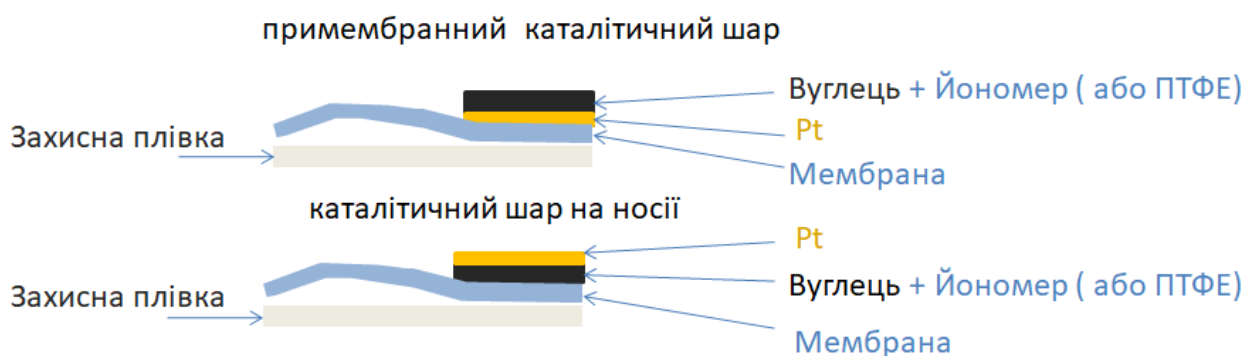 примембранний каталітичний шар
Вуглець + Йономер ( або ПТФЕ)
Pt
Захисна плівка
Мембрана
каталітичний шар на носії
Pt
Вуглець + Йономер ( або ПТФЕ)
Захисна плівка
Мембрана